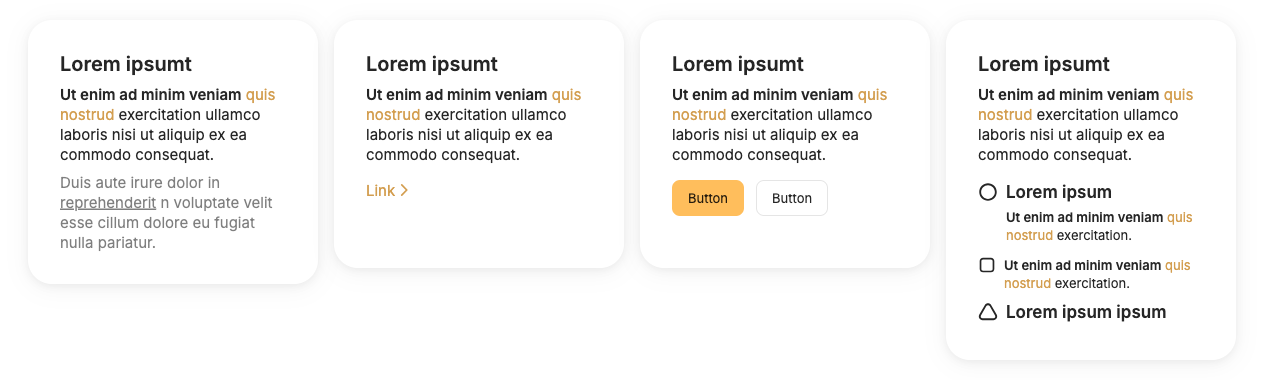 Lorem ipsumt
Ut enim ad minim veniam quis
nostrud exercitation ullamco
laboris nisi ut aliquip ex ea
commodo consequat.
Duis aute irure dolor in
reprehenderit n voluptate velit
esse cillum dolore eu fugiat
nulla pariatur.
Lorem ipsumt
Ut enim ad minim veniam quis
nostrud exercitation ullamco
laboris nisi ut aliquip ex ea
commodo consequat.
Link
Lorem ipsumt
Ut enim ad minim veniam quis
nostrud exercitation ullamco
laboris nisi ut aliquip ex ea
commodo consequat.
Button
Button
Lorem ipsumt
Ut enim ad minim veniam quis
nostrud exercitation ullamco
laboris nisi ut aliquip ex ea
commodo consequat.
Lorem ipsum
Ut enim ad minim veniam quis
nostrud exercitation.
Ut enim ad minim veniam quis
nostrud exercitation.
Lorem ipsum ipsum